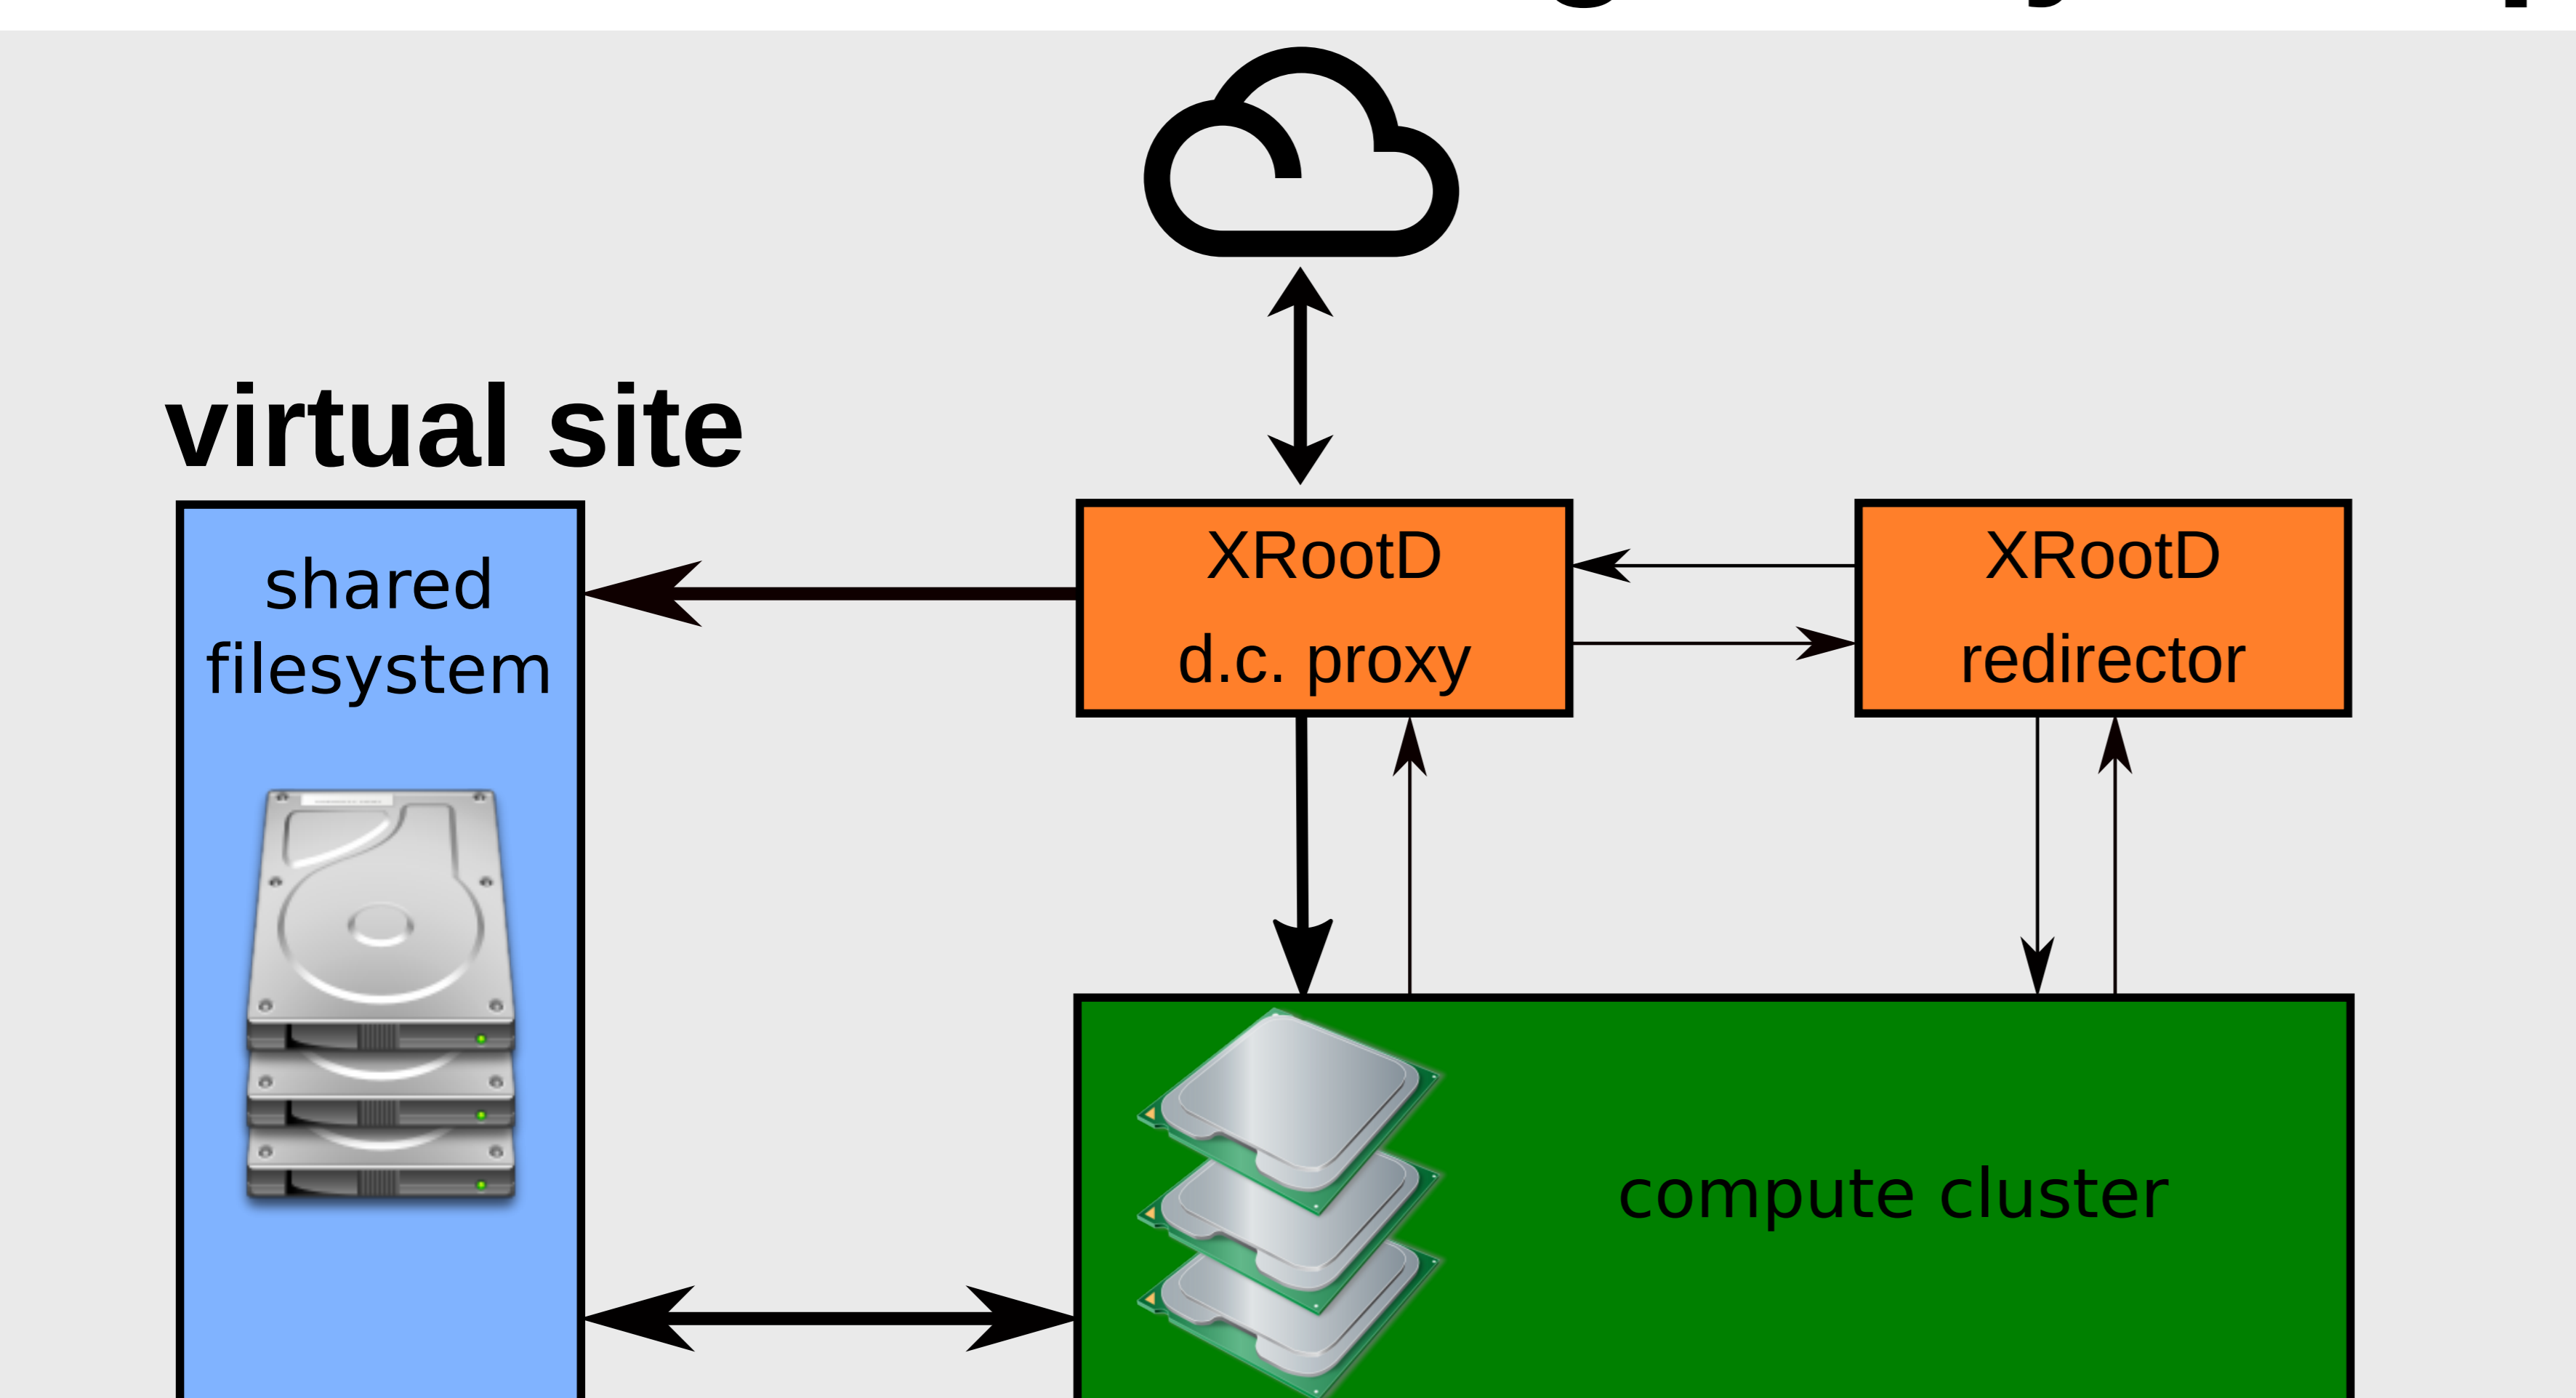 virtual site
shared
filesystem
XRootD
d.c. proxy
XRootD
redirector
compute cluster